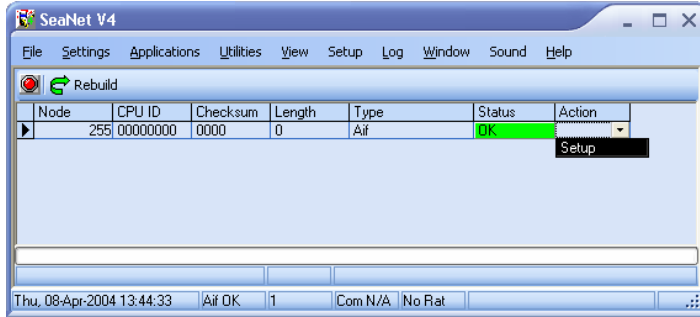 SeaNet V4
File Settings Applications Utilities View Setup Log Window Sound Help
Rebuild
Node CPU ID Checksum Length Type Status Action
255 00000000 0000 0 Aif OK
Setup
Thu, 08-Apr-2004 13:44:33 Aif OK 1 Com N/A No Rat